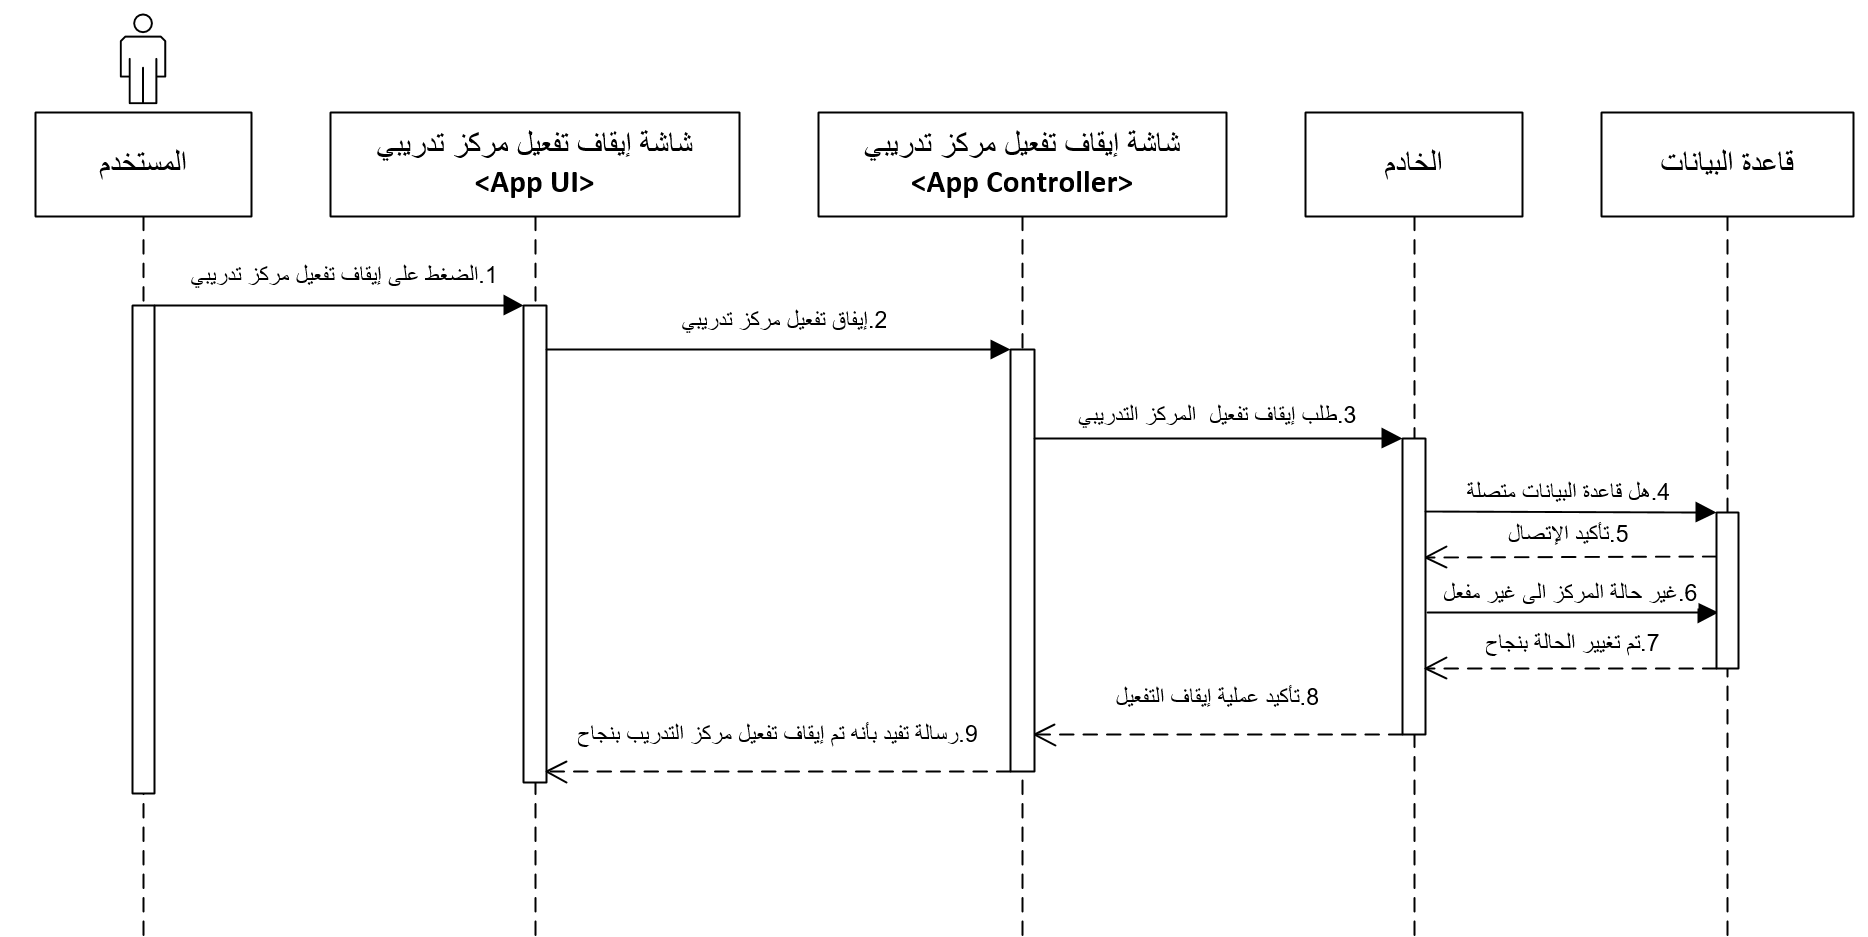 المستخدم
شاشة إيقاف تفعيل مركز تدريبي
<App UI>
شاشة إيقاف تفعيل مركز تدريبي
<App Controller>
الخادم
قاعدة البيانات
1.الضغط على إيقاف تفعيل مركز تدريبي
2.إيفاق تفعيل مركز تدريبي
3.طلب إيقاف تفعيل المركز التدريبي
4.هل قاعدة البيانات متصلة
5.تأكيد الإتصال
6.غير حالة المركز الى غير مفعل
7.تم تغيير الحالة بنجاح
8.تأكيد عملية إيقاف التفعيل
9.رسالة تفيد بأنه تم إيقاف تفعيل مركز التدريب بنجاح